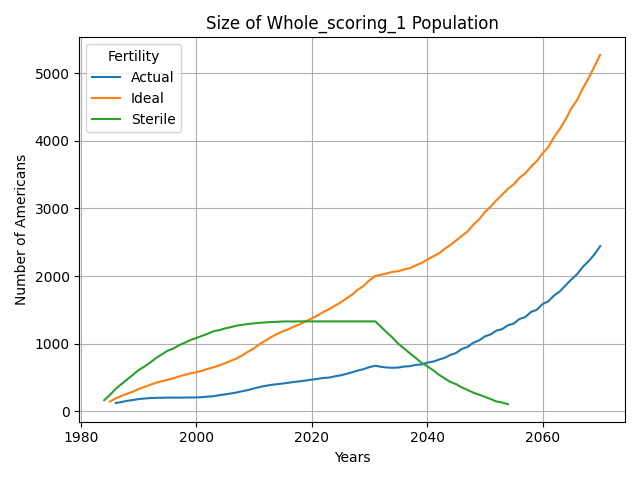 Size of Whole_scoring_1 Population
Fertility
Actual
Ideal
Sterile
Number of Americans
5000
4000
3000
2000
1000
0
1980
2000
2020
2040
2060
Years